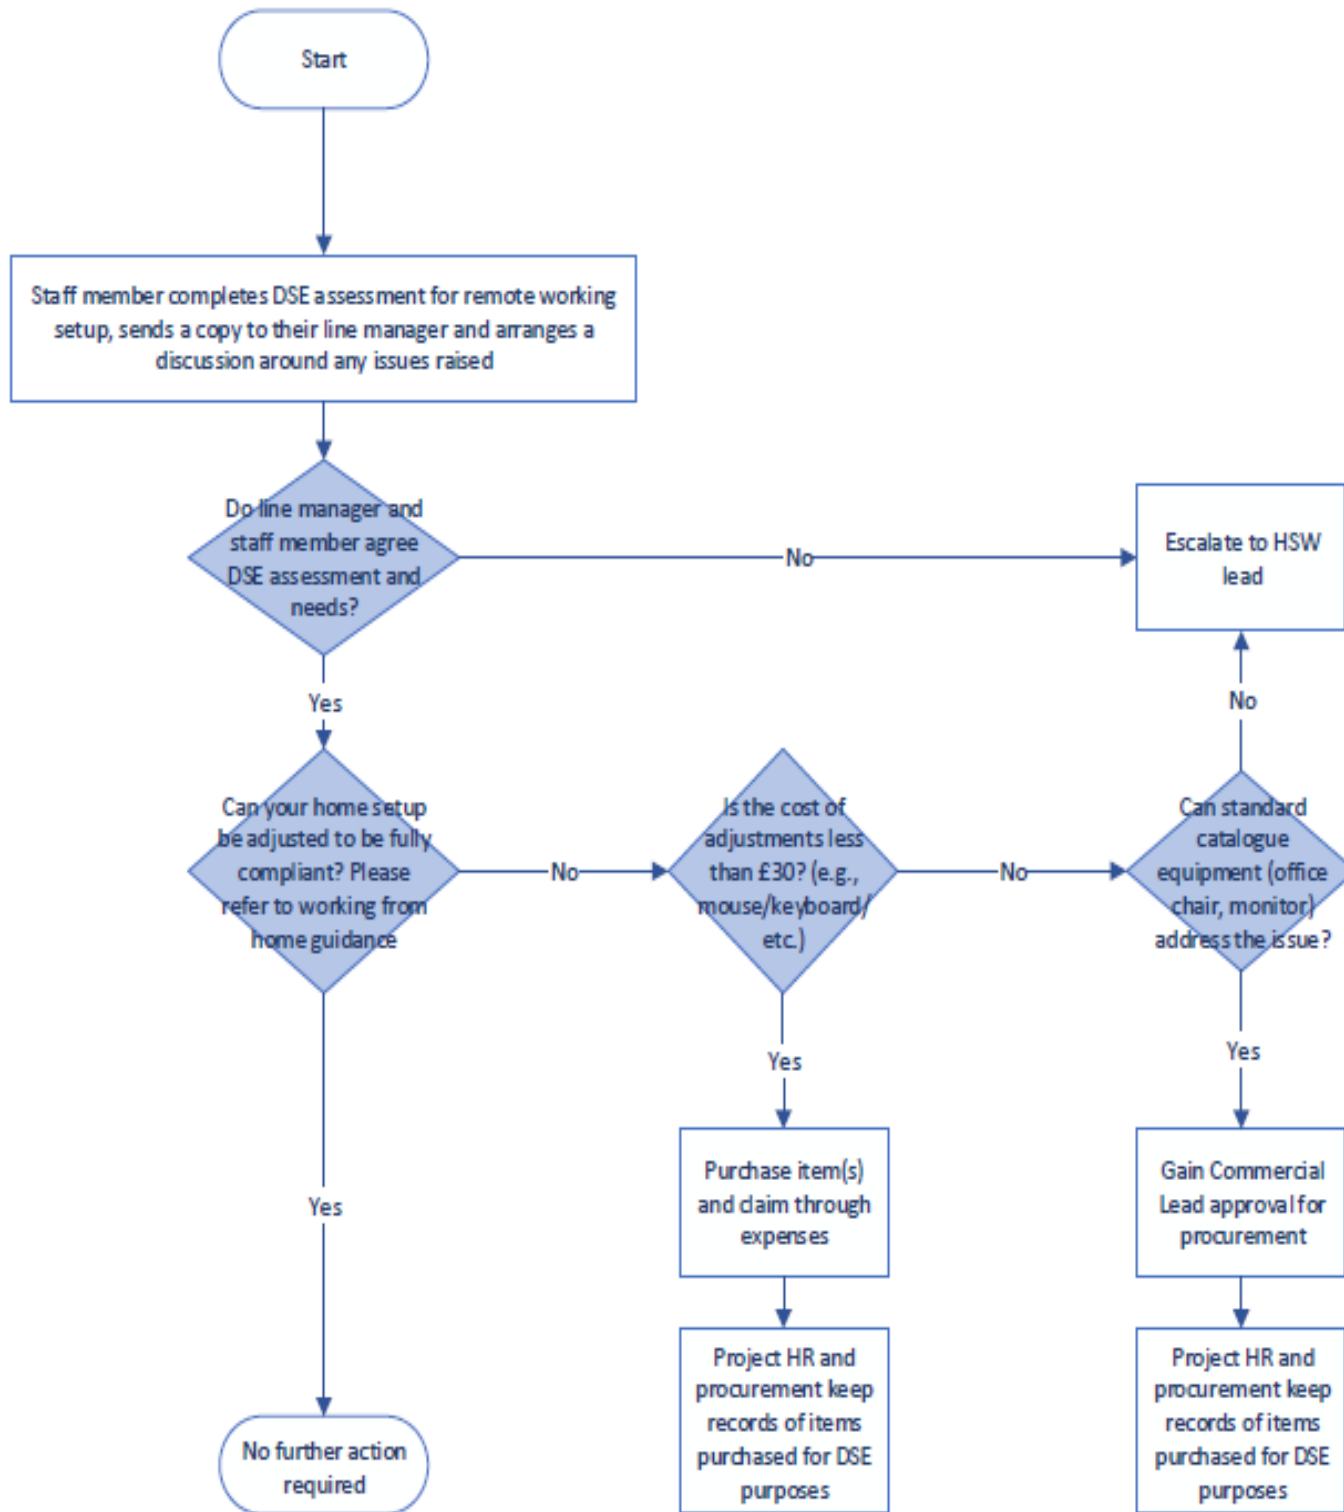 Start
Staff member completes DSE assessment for remote working
setup, sends a copy to their line manager and arranges a
discussion around any issues raised
Do line manager and
staff member agree
DSE assessment and
needs?
No
Escalate to HSW
lead
Yes
No
Can your home setup
be adjusted to be fully
compliant? Please
refer to working from
home guidance
No
Is the cost of
adjustments less
than £30? (e.g.,
mouse/keyboard/
etc.)
No
Can standard
catalogue
equipment (office
chair, monitor)
address the issue?
Yes
Yes
Yes
Purchase item(s)
and claim through
expenses
Gain Commercial
Lead approval for
procurement
Project HR and
procurement keep
records of items
purchased for DSE
purposes
Project HR and
procurement keep
records of items
purchased for DSE
purposes
No further action
required